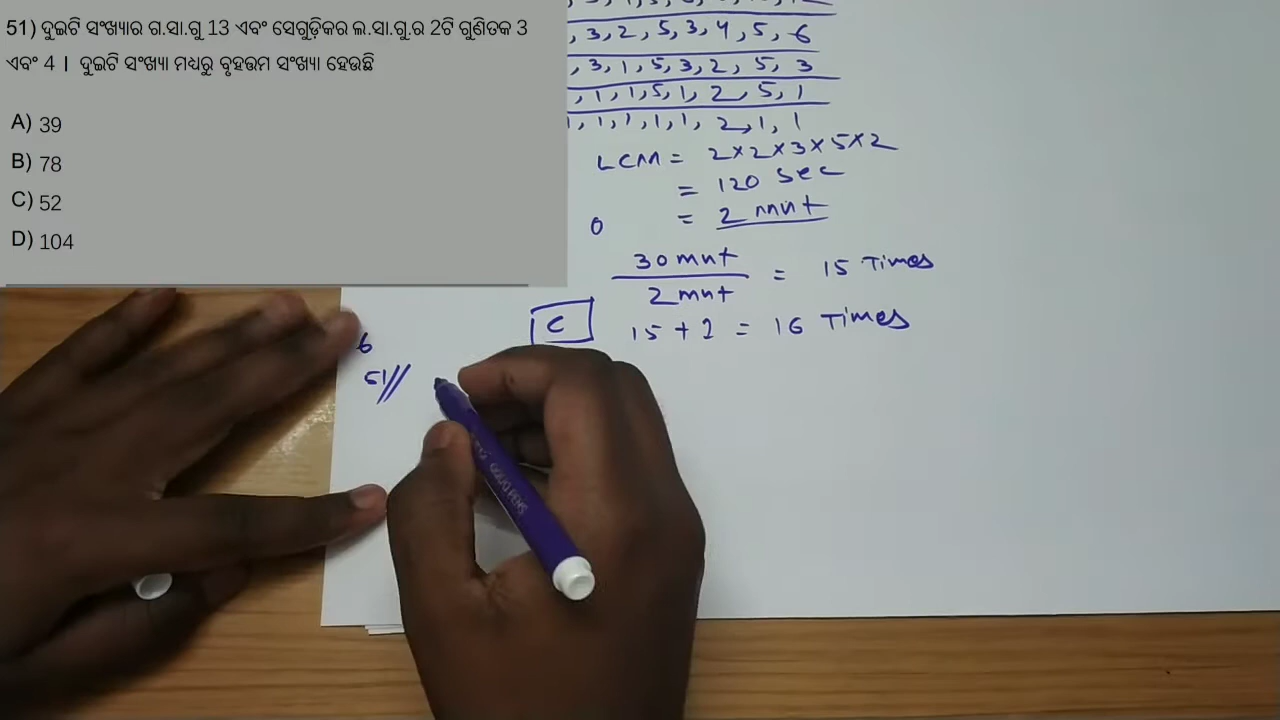 51) ଦୁଇଟି ସଂଖ୍ୟାର ଗ.ସା.ଗୁ 13 ଏବଂ ସେଗୁଡ଼ିକର ଲ.ସା.ଗୁ.ର 2ଟି ଗୁଣିତକ 3
ଏବଂ 4 । ଦୁଇଟି ସଂଖ୍ୟା ମଧ୍ୟରୁ ବୃହତ୍ତମ ସଂଖ୍ୟା ହେଉଛି
A) 39
B) 78
C) 52
D) 104
, 3, 2, 5, 3, 4, 5, 6
, 3, 1, 5, 3, 2, 5, 3
, 1, 1, 5, 1, 2, 5, 1
1, 1, 1, 1, 1, 2, 1, 1
LCM = 2×2×3×5×2
= 120 Sec
= 2 mnt
30 mnt
2 mnt
= 15 Times
C
15 + 1 = 16 Times
6
51//